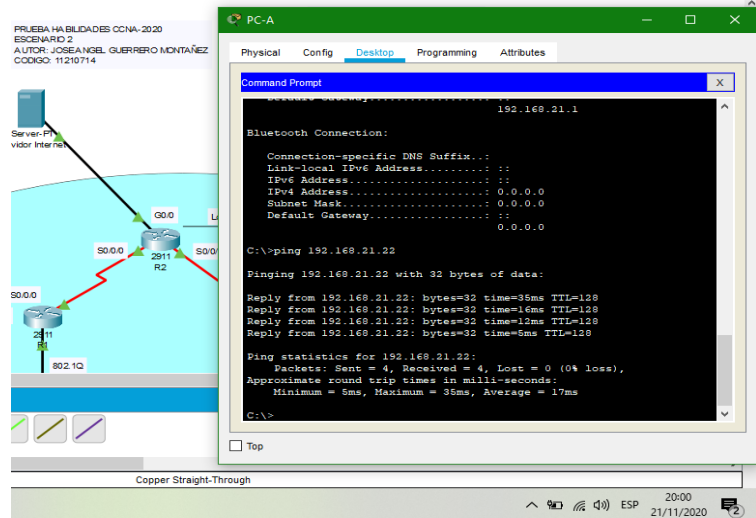 PRUEBA HABILIDADES CCNA-2020
ESCENARIO 2
AUTOR: JOSE ANGEL GUERRERO MONTAÑEZ
CODIGO: 11210714
Server-PT
vidor Internet
G0/0
S0/0/0
S0/0/
2911
R2
S0/0/0
2911
R1
802.1Q
Copper Straight-Through
PC-A
Physical Config Desktop Programming Attributes
Command Prompt
X
Default Gateway.................: ::
192.168.21.1
Bluetooth Connection:
Connection-specific DNS Suffix..:
Link-local IPv6 Address.........: ::
IPv6 Address....................: ::
IPv4 Address....................: 0.0.0.0
Subnet Mask.....................: 0.0.0.0
Default Gateway.................: ::
0.0.0.0
C:\>ping 192.168.21.22
Pinging 192.168.21.22 with 32 bytes of data:
Reply from 192.168.21.22: bytes=32 time=35ms TTL=128
Reply from 192.168.21.22: bytes=32 time=16ms TTL=128
Reply from 192.168.21.22: bytes=32 time=12ms TTL=128
Reply from 192.168.21.22: bytes=32 time=5ms TTL=128
Ping statistics for 192.168.21.22:
Packets: Sent = 4, Received = 4, Lost = 0 (0% loss),
Approximate round trip times in milli-seconds:
Minimum = 5ms, Maximum = 35ms, Average = 17ms
C:\>
Top
ESP
20:00
21/11/2020
2